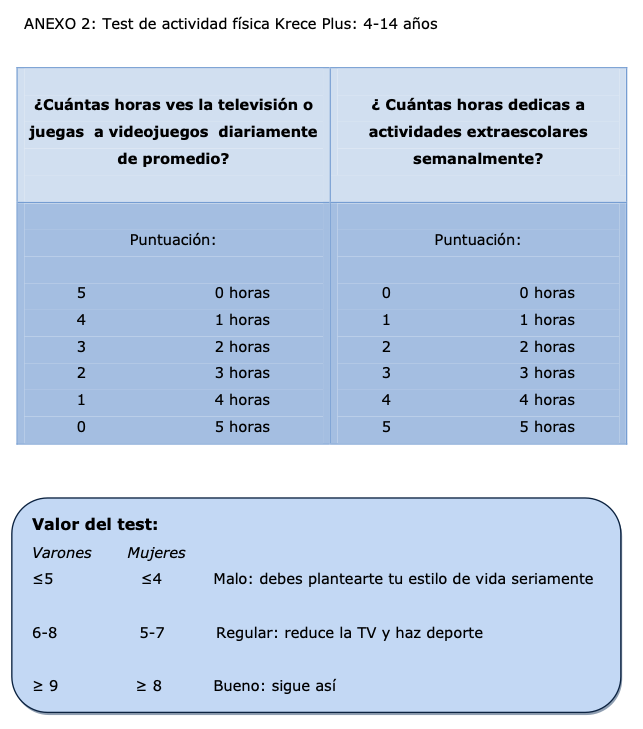 ANEXO 2: Test de actividad física Krece Plus: 4-14 años
¿Cuántas horas ves la televisión o
juegas a videojuegos diariamente
de promedio?
¿ Cuántas horas dedicas a
actividades extraescolares
semanalmente?
Puntuación: Puntuación:
5 0 horas 0 0 horas
4 1 horas 1 1 horas
3 2 horas 2 2 horas
2 3 horas 3 3 horas
1 4 horas 4 4 horas
0 5 horas 5 5 horas
Valor del test:
Varones Mujeres
≤5 ≤4 Malo: debes plantearte tu estilo de vida seriamente
6-8 5-7 Regular: reduce la TV y haz deporte
≥ 9 ≥ 8 Bueno: sigue así